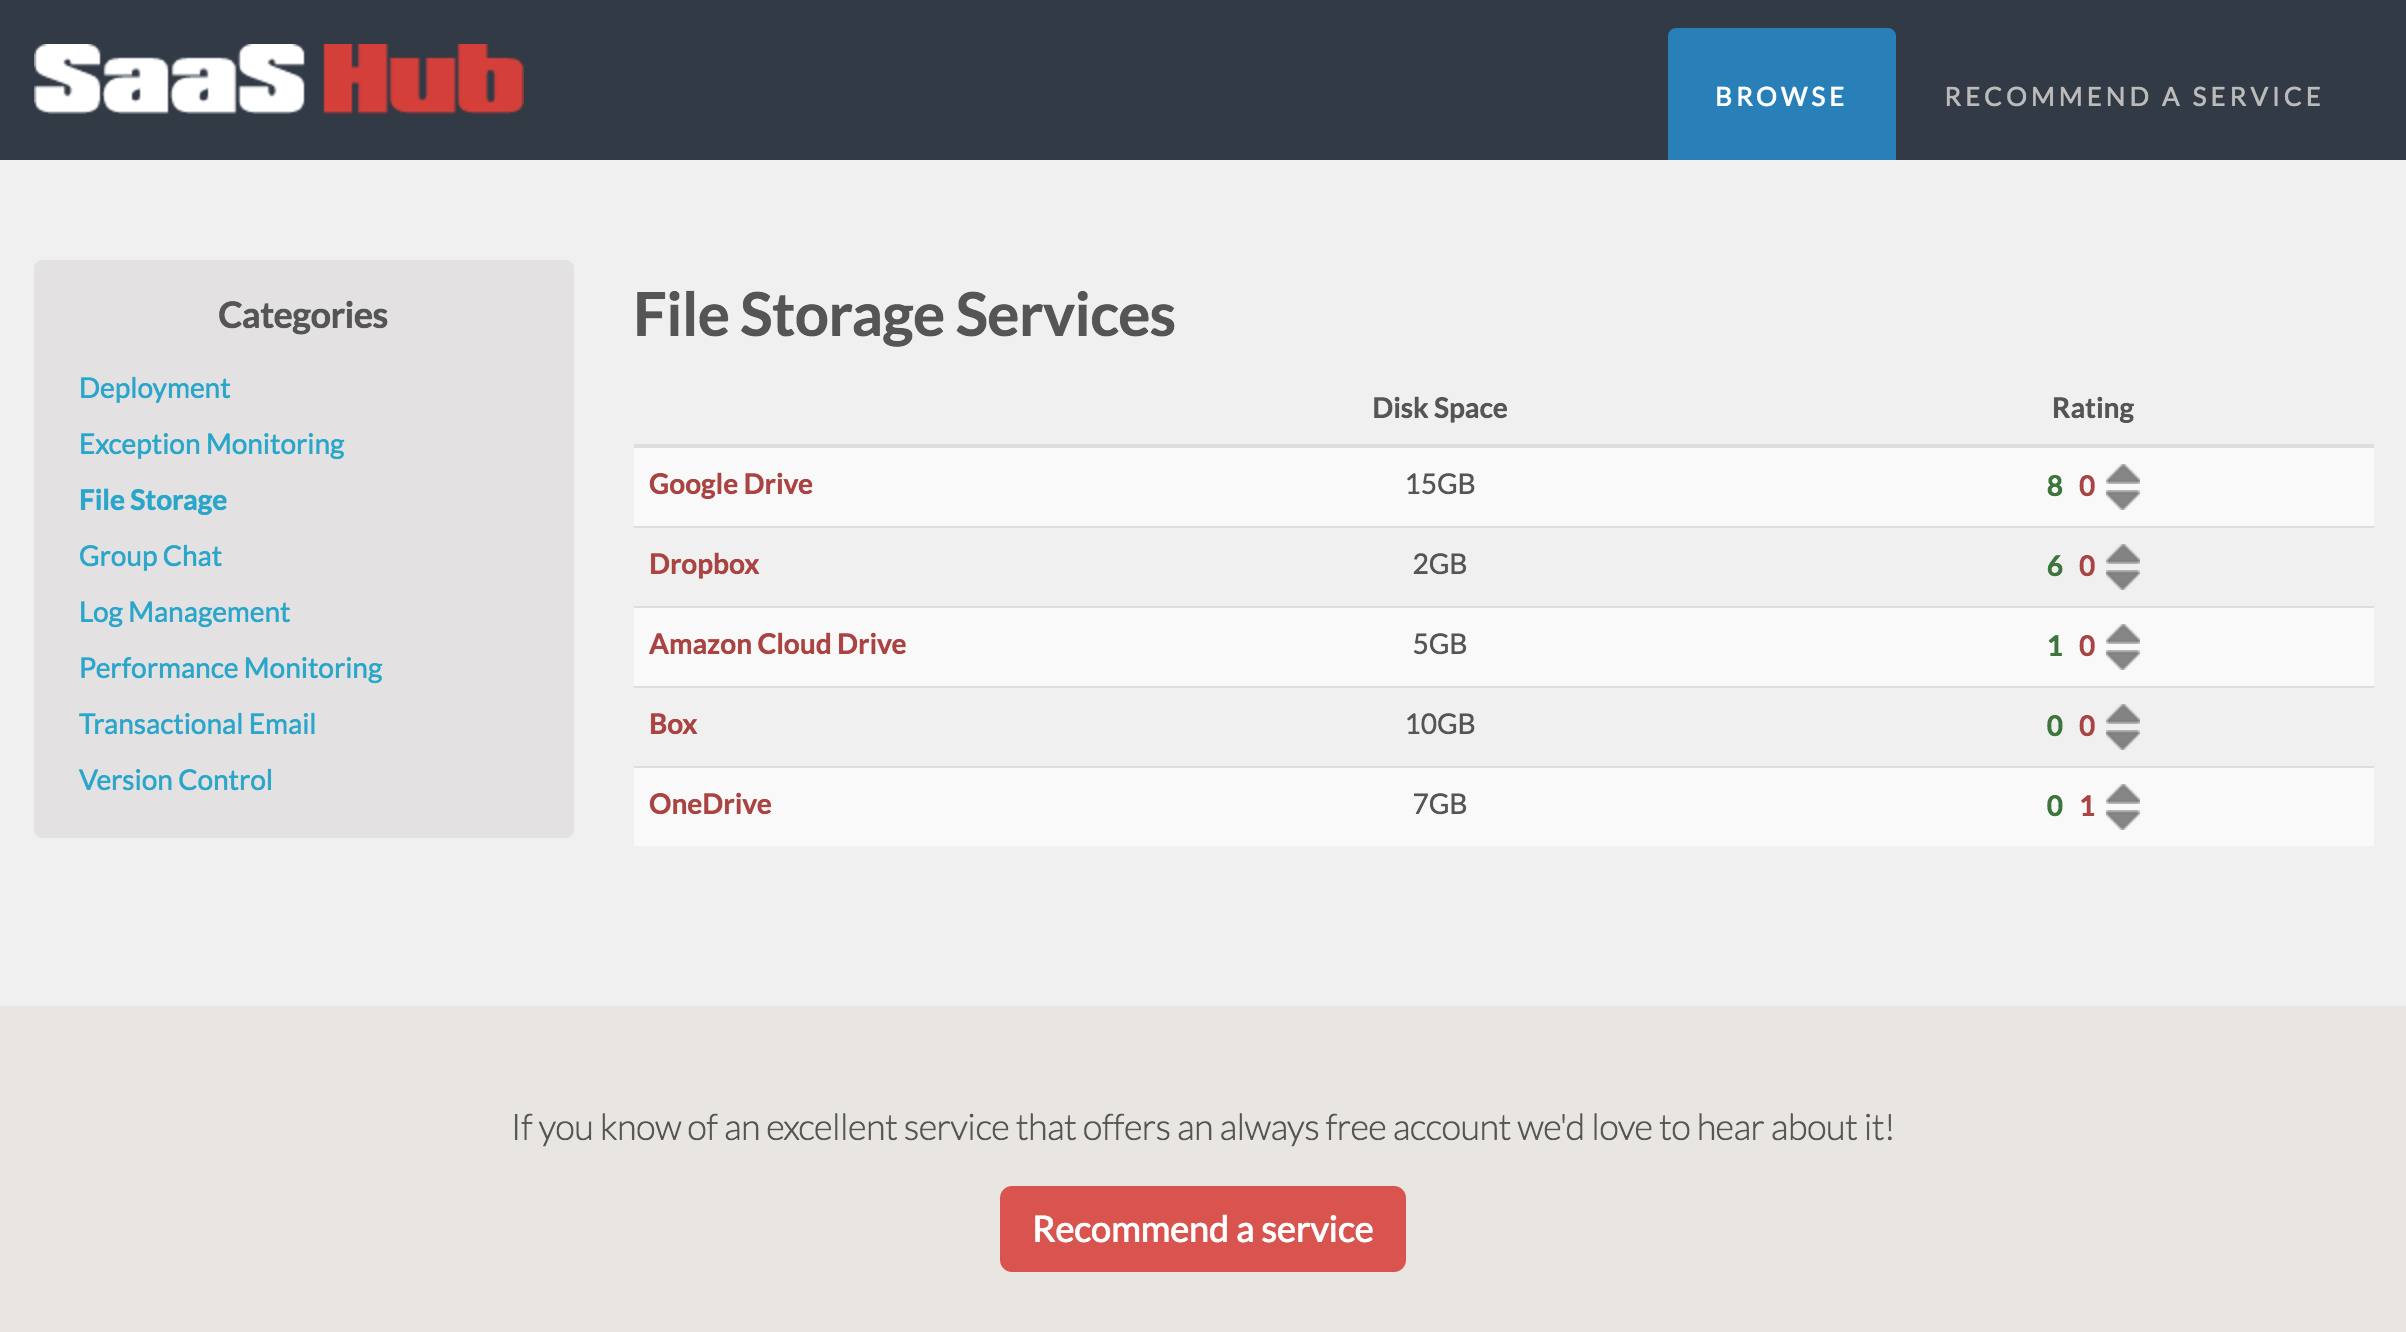 SaaS Hub
BROWSE
RECOMMEND A SERVICE
Categories
Deployment
Exception Monitoring
File Storage
Group Chat
Log Management
Performance Monitoring
Transactional Email
Version Control
File Storage Services
Disk Space Rating
Google Drive 15GB 8 0
Dropbox 2GB 6 0
Amazon Cloud Drive 5GB 1 0
Box 10GB 0 0
OneDrive 7GB 0 1
If you know of an excellent service that offers an always free account we'd love to hear about it!
Recommend a service